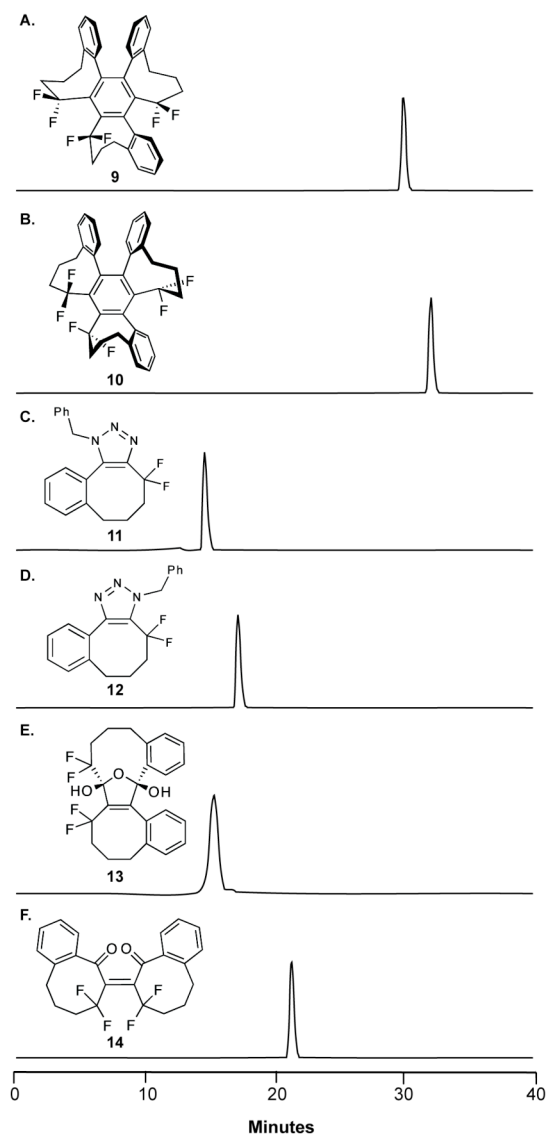 A.
F
F
F
F
F F
9
B.
F
F
F
F
F
F
10
C.
Ph
N N N
F
F
11
D.
Ph
N N N
F
F
12
E.
F
F
O
HO OH
F
F
13
F.
O O
F F
F F
14
0 10 20 30 40
Minutes